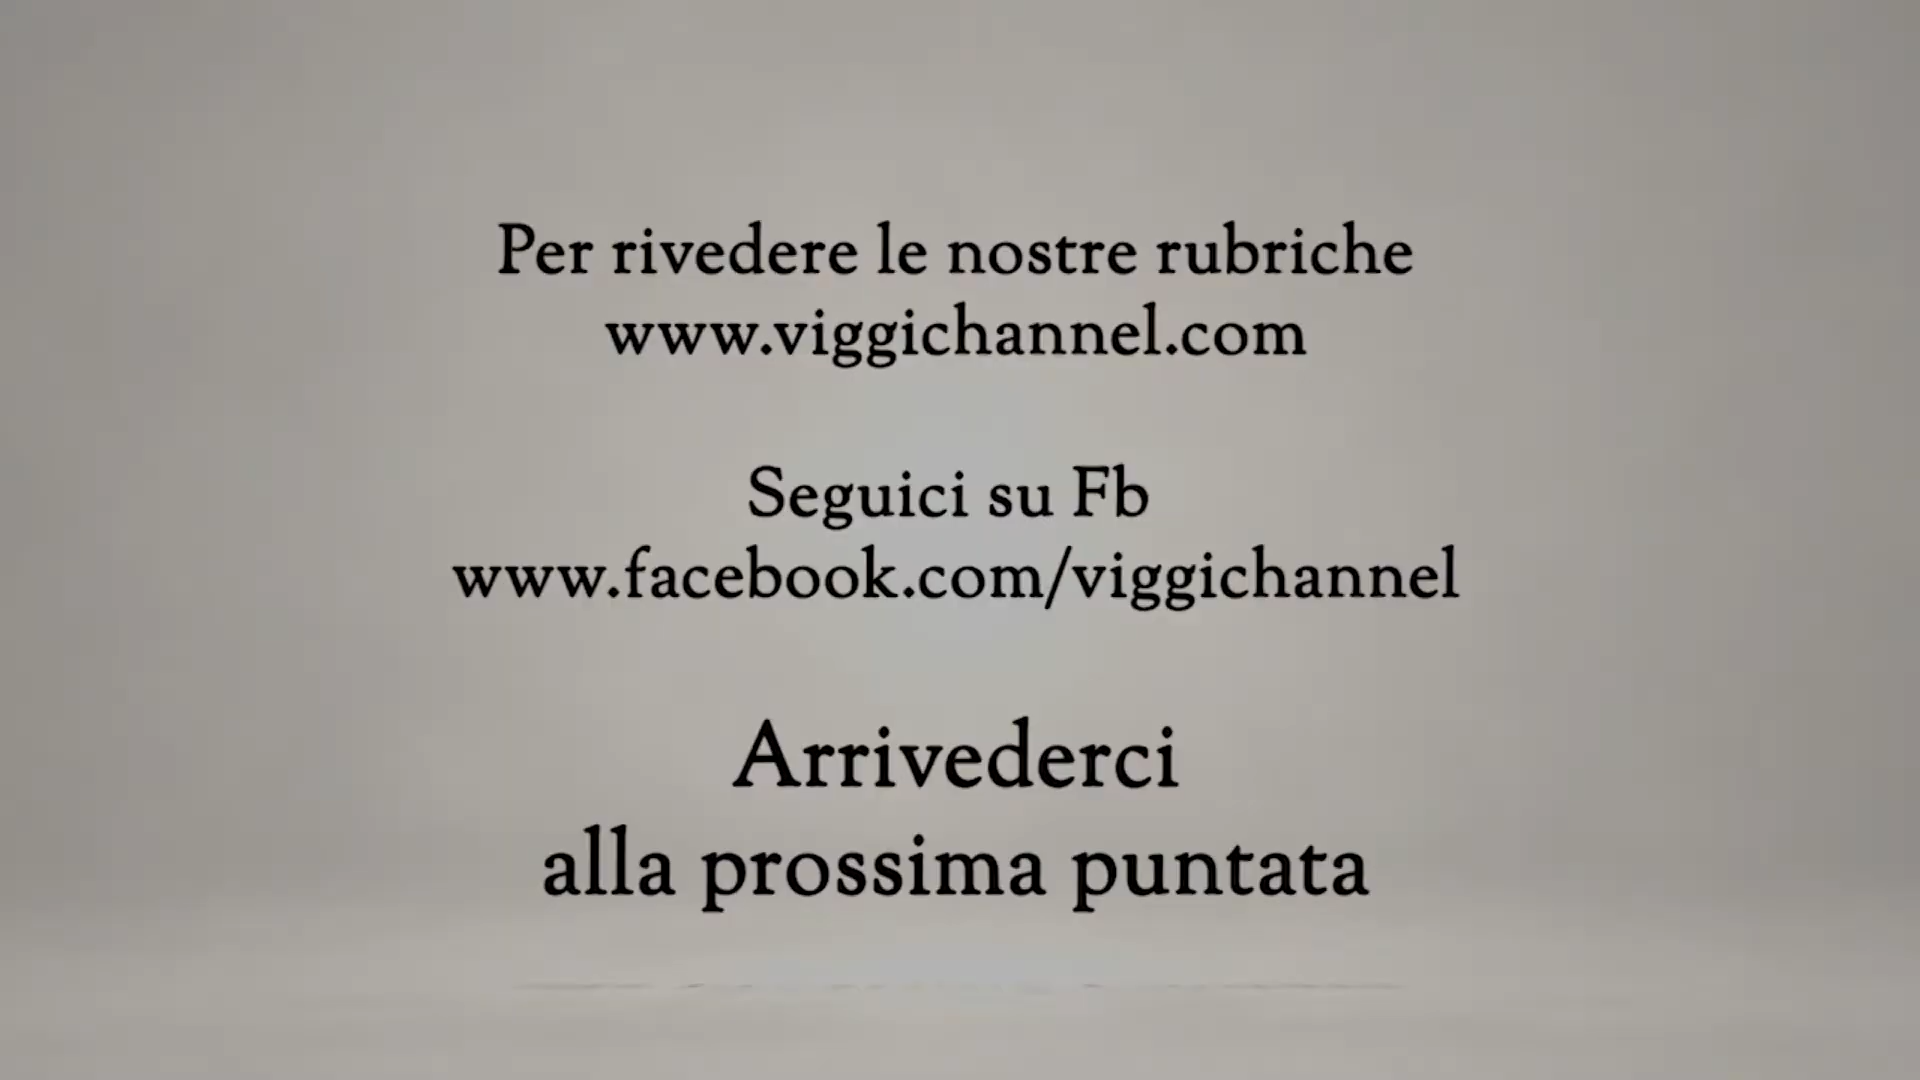 Per rivedere le nostre rubriche
www.viggichannel.com
Seguici su Fb
www.facebook.com/viggichannel
Arrivederci
alla prossima puntata